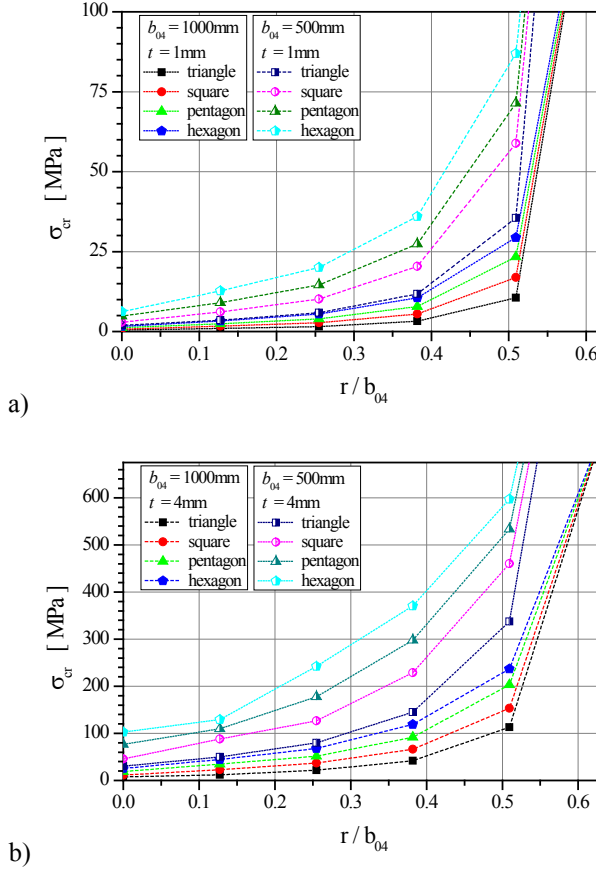 100
75
50
25
0
σcr [ MPa ]
b04 = 1000mm b04 = 500mm
t = 1mm t = 1mm
triangle triangle
square square
pentagon pentagon
hexagon hexagon
0.0 0.1 0.2 0.3 0.4 0.5 0.6
r / b04
a)
600
500
400
300
200
100
0
σcr [ MPa ]
b04 = 1000mm b04 = 500mm
t = 4mm t = 4mm
triangle triangle
square square
pentagon pentagon
hexagon hexagon
0.0 0.1 0.2 0.3 0.4 0.5 0.6
r / b04
b)